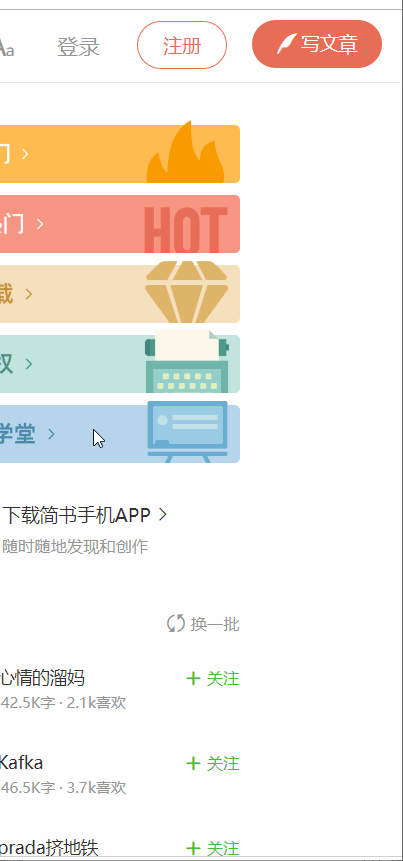 Aa 登录 注册 写文章
门
HOT
热门
载
权
学堂
下载简书手机APP
随时随地发现和创作
换一批
心情的溜妈 + 关注
42.5K字 · 2.1k喜欢
Kafka + 关注
46.5K字 · 3.7k喜欢
prada挤地铁 + 关注